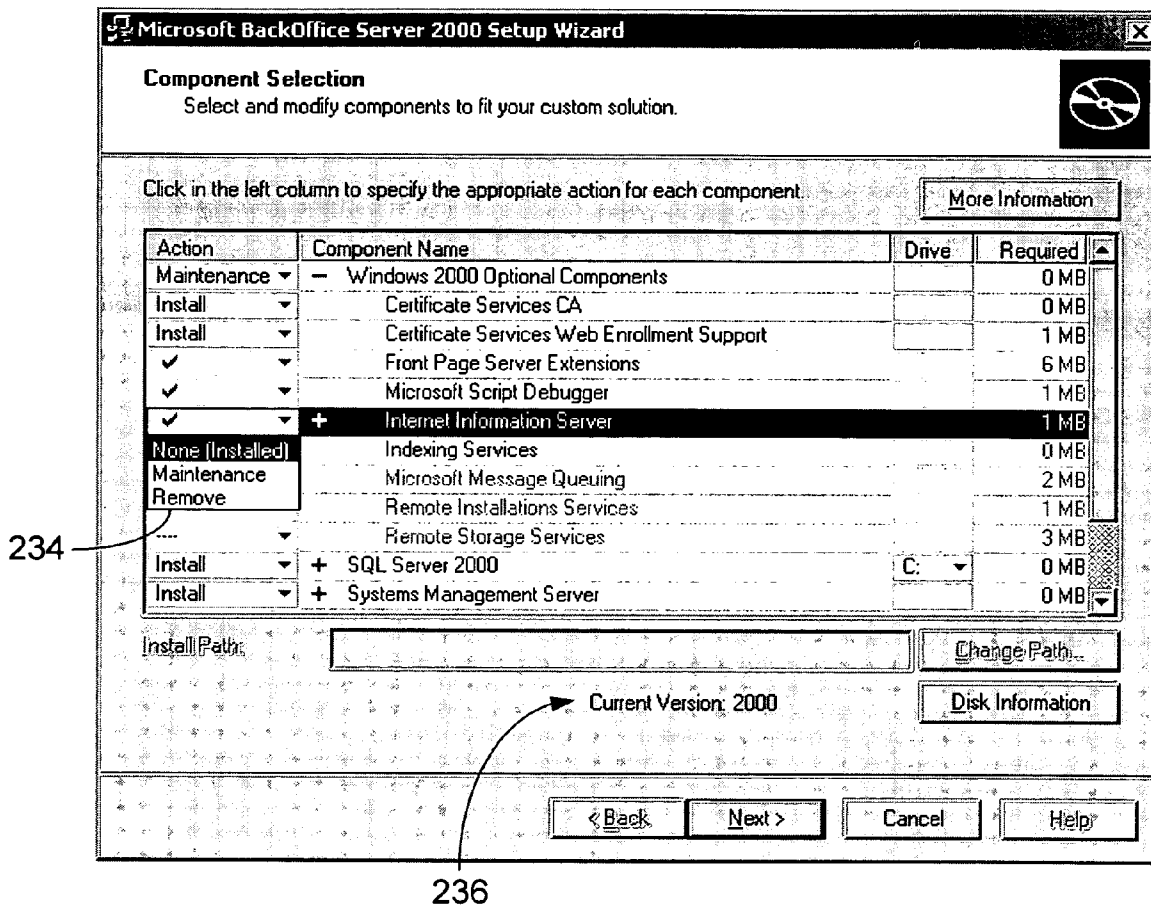 Microsoft BackOffice Server 2000 Setup Wizard
Component Selection
Select and modify components to fit your custom solution.
Click in the left column to specify the appropriate action for each component.
More Information
Action Component Name Drive Required
Maintenance − Windows 2000 Optional Components 0 MB
Install Certificate Services CA 0 MB
Install Certificate Services Web Enrollment Support 1 MB
✔ Front Page Server Extensions 6 MB
✔ Microsoft Script Debugger 1 MB
✔ + Internet Information Server 1 MB
None (Installed) Indexing Services 0 MB
Maintenance Microsoft Message Queuing 2 MB
Remove Remote Installations Services 1 MB
---- Remote Storage Services 3 MB
Install + SQL Server 2000 C: 0 MB
Install + Systems Management Server 0 MB
234
Install Path:
Change Path...
Current Version: 2000
Disk Information
< Back Next > Cancel Help
236